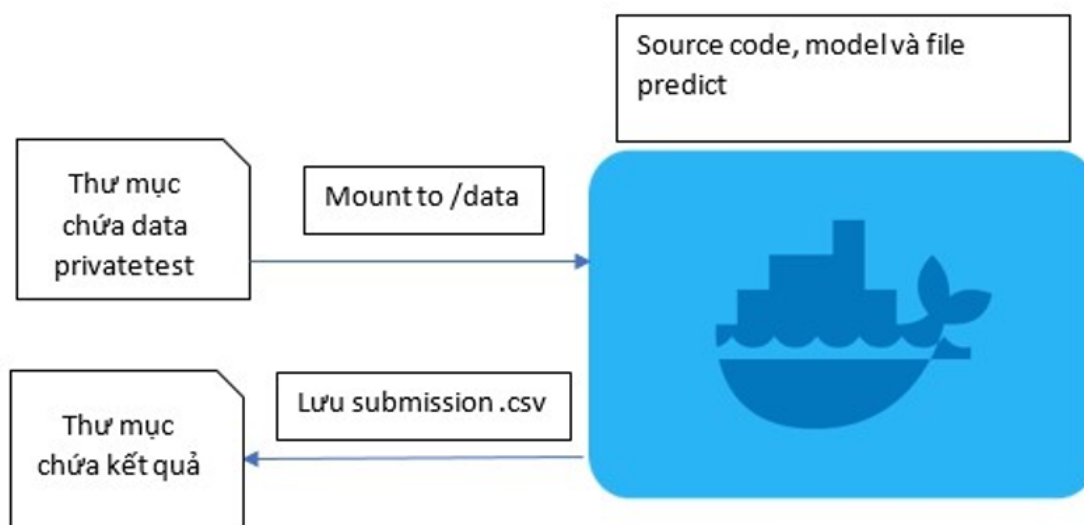 Source code, model và file
predict
Thư mục
chứa data
privatetest
Mount to /data
Thư mục
chứa kết quả
Lưu submission .csv